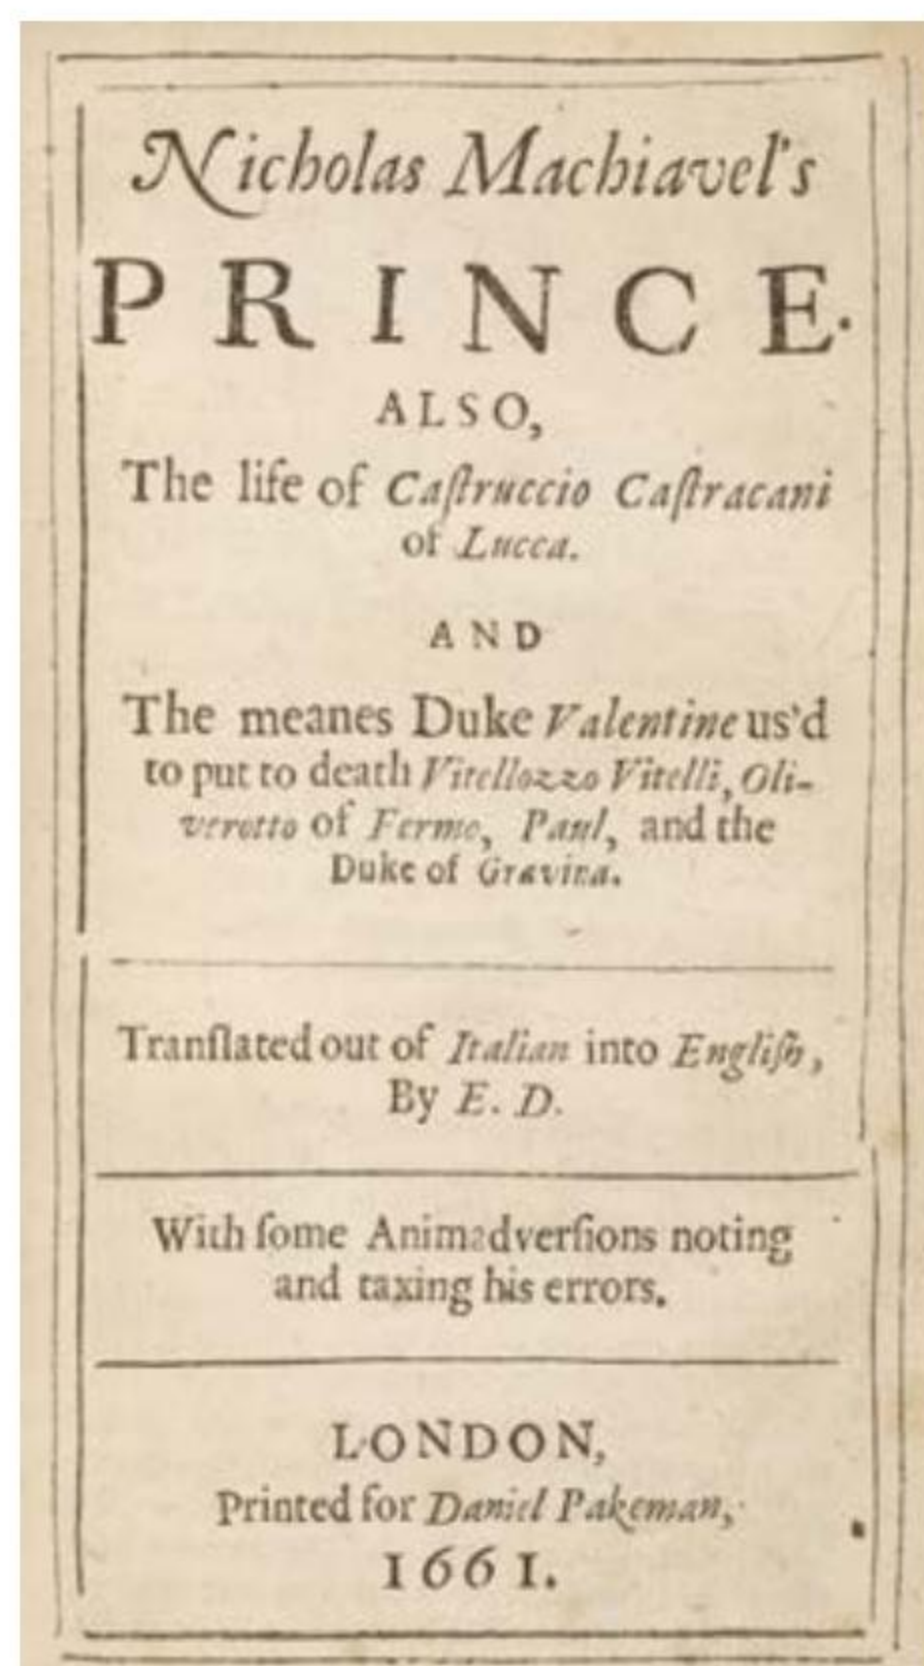 Nicholas Machiavel's
PRINCE.
ALSO,
The life of Caſtruccio Caſtracani
of Lucca.
AND
The meanes Duke Valentine us'd
to put to death Vitellozzo Vitelli, Oli-
verotto of Fermo, Paul, and the
Duke of Gravina.
Tranſlated out of Italian into Engliſh,
By E. D.
With ſome Animadverſions noting
and taxing his errors.
LONDON,
Printed for Daniel Pakeman,
1661.